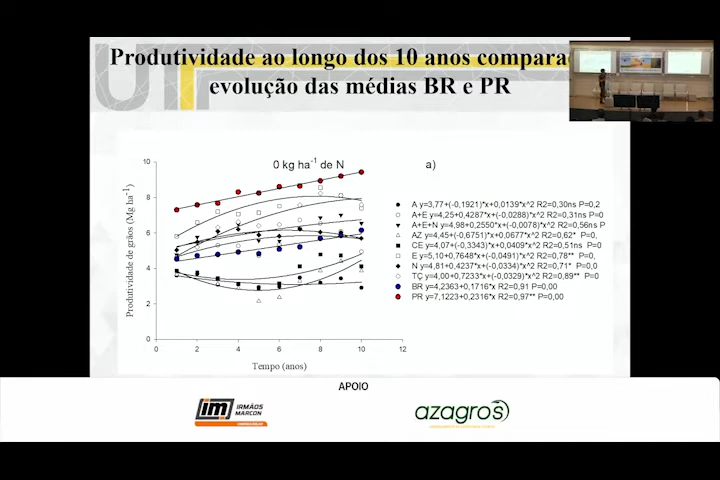 Produtividade ao longo dos 10 anos
evolução das médias BR e PR
0 kg ha⁻¹ de N
a)
Produtividade de grãos (Mg ha⁻¹)
10
8
6
4
2
0
0 2 4 6 8 10 12
Tempo (anos)
A y=3,77+(-0,1921)*x+0,0139*x^2 R2=0,30ns P=0,2
A+E y=4,25+0,4287*x+(-0,0288)*x^2 R2=0,31ns P=0
A+E+N y=4,98+0,2550*x+(-0,0078)*x^2 R2=0,56ns P
AZ y=4,45+(-0,6751)*x+0,0677*x^2 R2=0,62* P=0,
CE y=4,07+(-0,3343)*x+0,0409*x^2 R2=0,51ns P=0
E y=5,10+0,7648*x+(-0,0491)*x^2 R2=0,78** P=0,
N y=4,81+0,4237*x+(-0,0334)*x^2 R2=0,71* P=0,0
TÇ y=4,00+0,7233*x+(-0,0329)*x^2 R2=0,89** P=0
BR y=4,2363+0,1716*x R2=0,91 P=0,00
PR y=7,1223+0,2316*x R2=0,97** P=0,00
APOIO
im IRMÃOS
MARCON
azagros